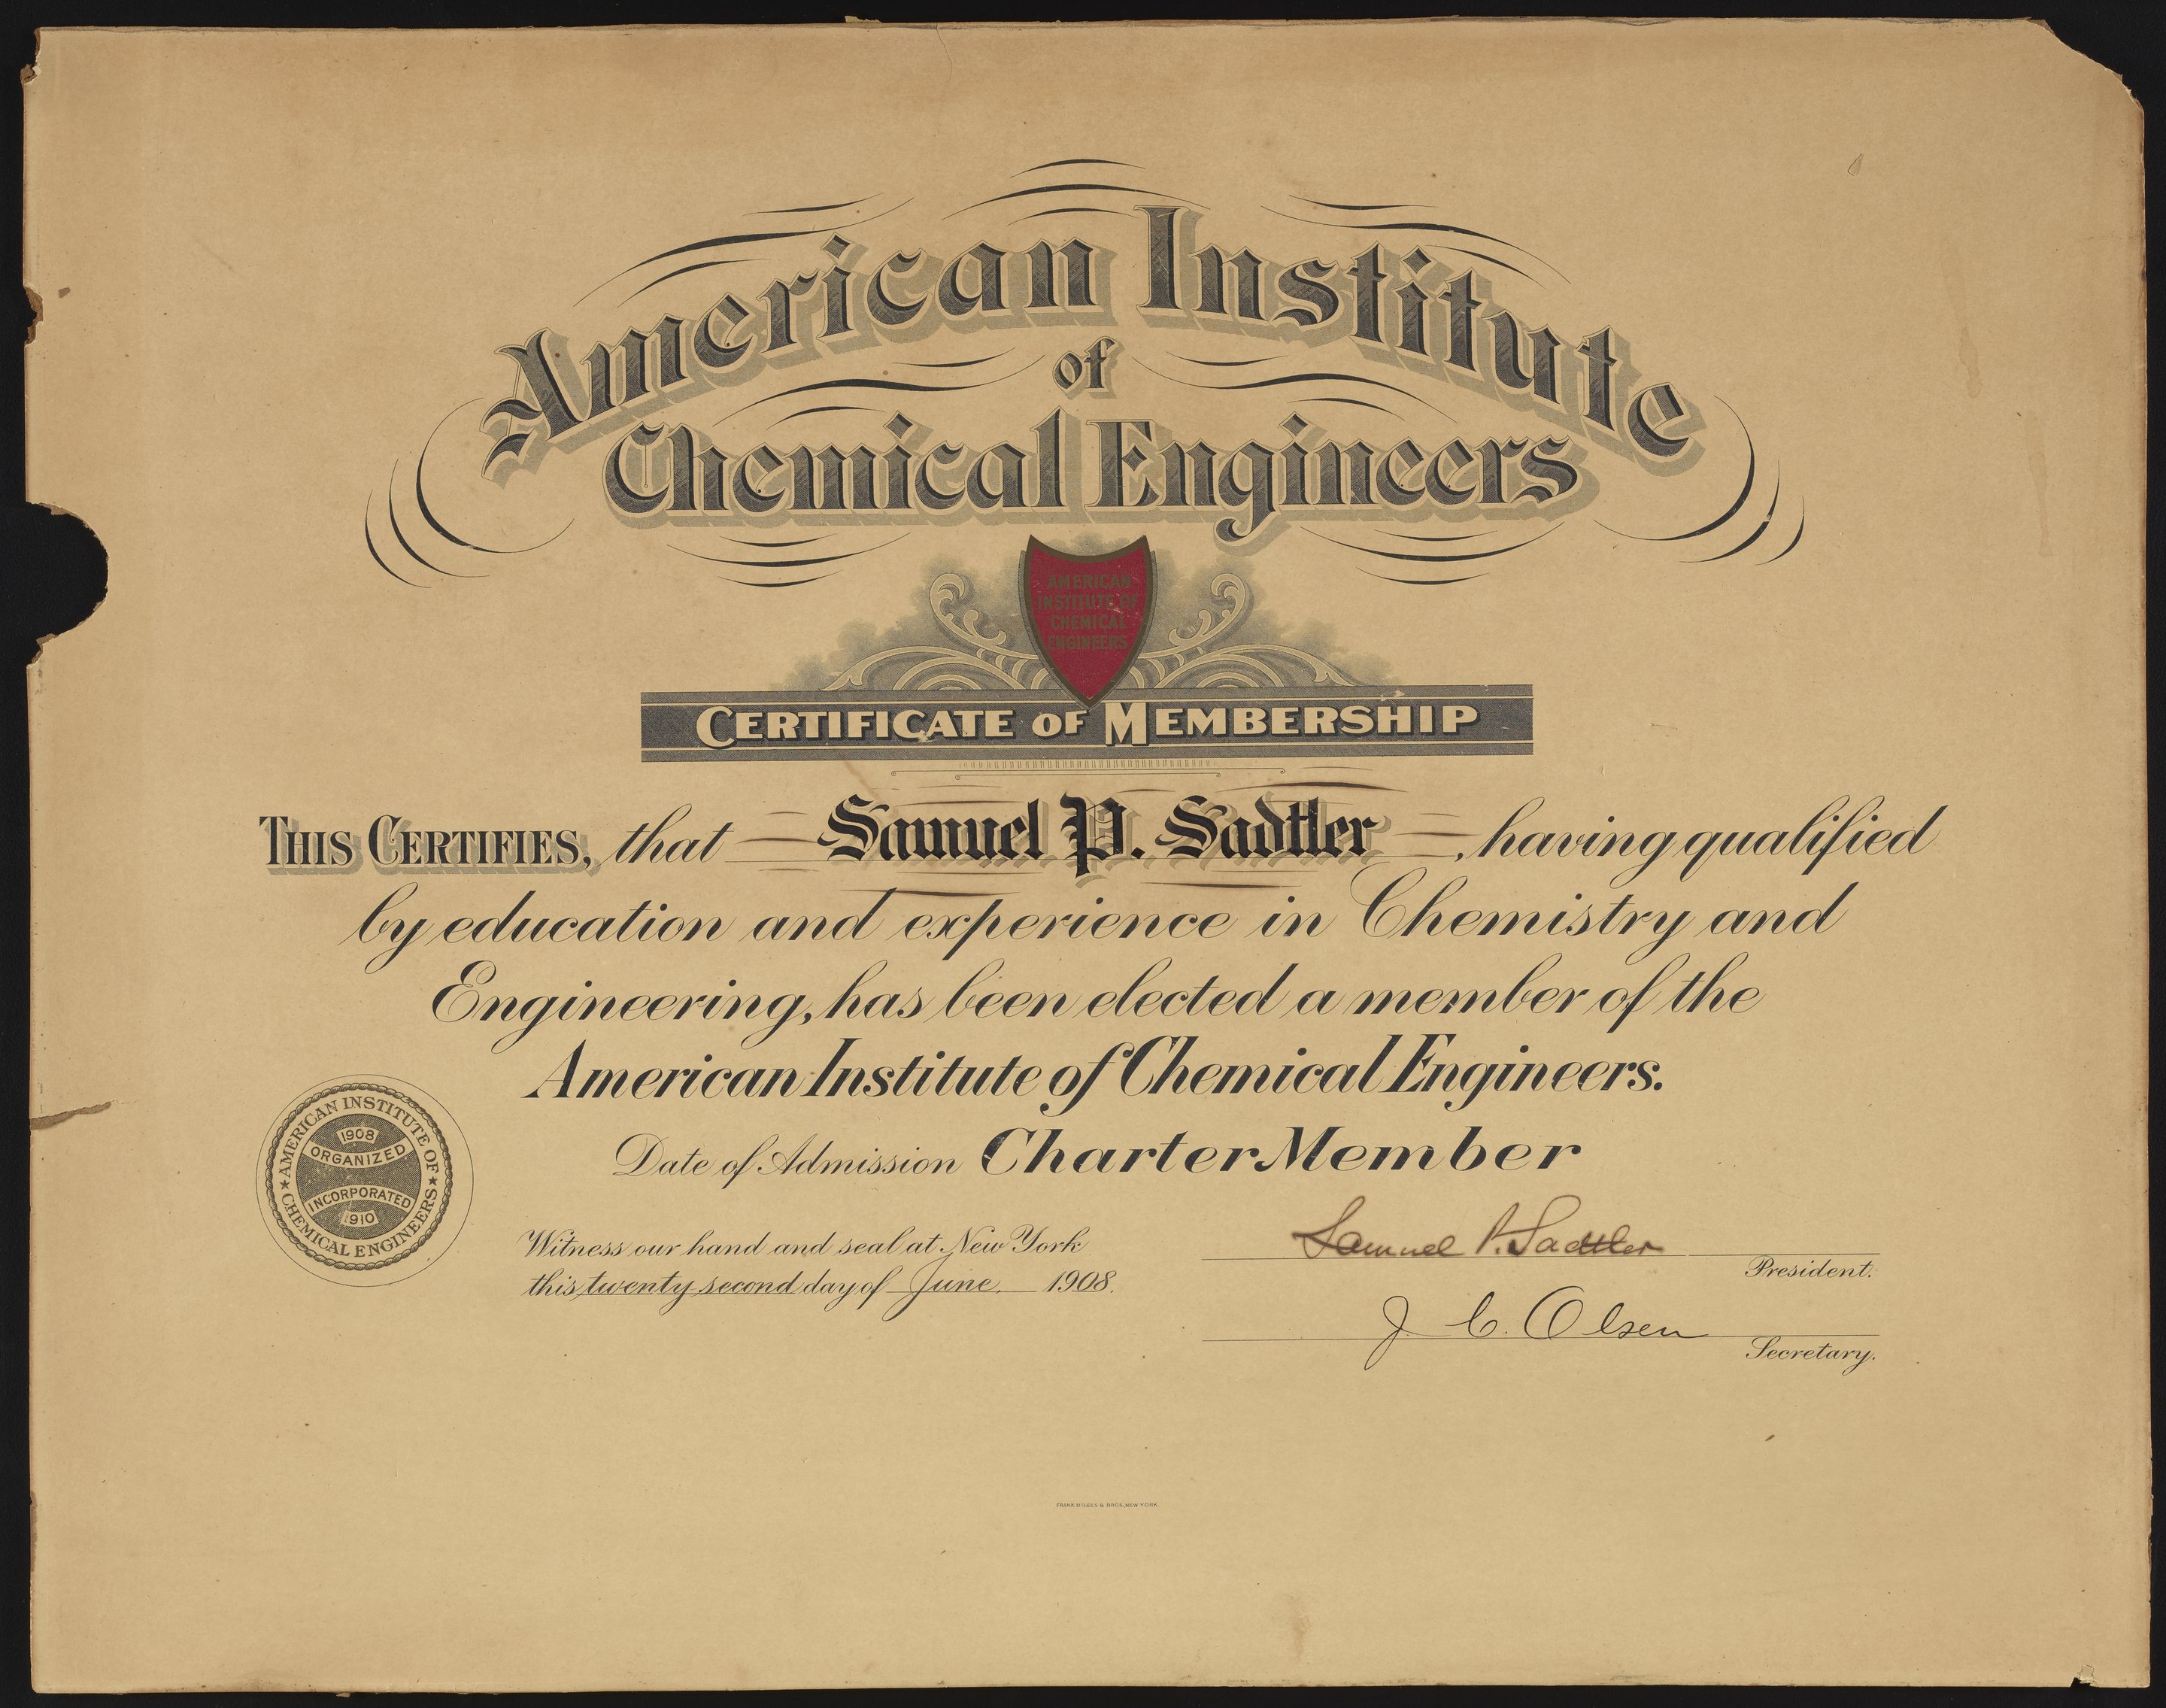 American Institute
of
Chemical Engineers
AMERICAN
INSTITUTE OF
CHEMICAL
ENGINEERS
CERTIFICATE OF MEMBERSHIP
THIS CERTIFIES, that Samuel P. Sadtler, having qualified
by education and experience in Chemistry and
Engineering, has been elected a member of the
American Institute of Chemical Engineers.
Date of Admission Charter Member
AMERICAN INSTITUTE OF
CHEMICAL ENGINEERS
1908
ORGANIZED
INCORPORATED
1910
Witness our hand and seal at New York
this twenty second day of June. 1908.
Samuel P. Sadtler
President.
J. C. Olsen
Secretary.
FRANK & BROS. NEW YORK.